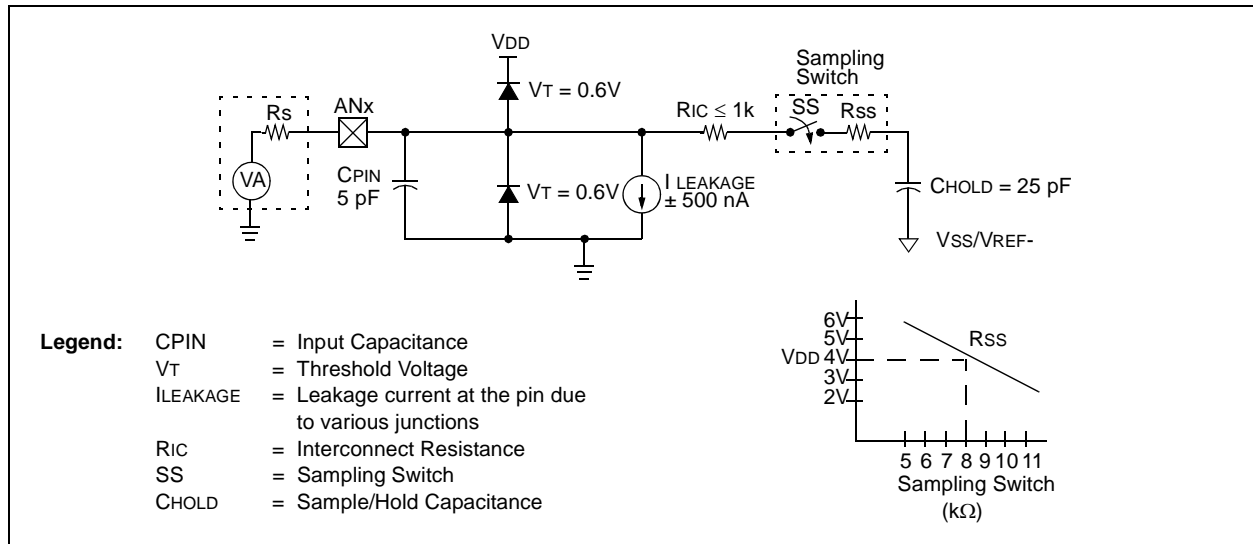 VDD
VT = 0.6V
Sampling
Switch
RS
ANx
RIC ≤ 1k
SS
RSS
VA
CPIN
5 pF
VT = 0.6V
I LEAKAGE
± 500 nA
CHOLD = 25 pF
VSS/VREF-
Legend: CPIN = Input Capacitance
VT = Threshold Voltage
ILEAKAGE = Leakage current at the pin due
to various junctions
RIC = Interconnect Resistance
SS = Sampling Switch
CHOLD = Sample/Hold Capacitance
6V
5V
VDD 4V
3V
2V
RSS
5 6 7 8 9 10 11
Sampling Switch
(kΩ)